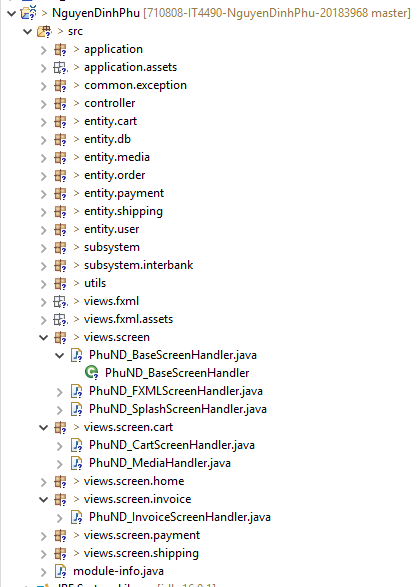 > NguyenDinhPhu [710808-IT4490-NguyenDinhPhu-20183968 master]
> src
> application
> application.assets
> common.exception
> controller
> entity.cart
> entity.db
> entity.media
> entity.order
> entity.payment
> entity.shipping
> entity.user
> subsystem
> subsystem.interbank
> utils
> views.fxml
> views.fxml.assets
> views.screen
> PhuND_BaseScreenHandler.java
> PhuND_BaseScreenHandler
> PhuND_FXMLScreenHandler.java
> PhuND_SplashScreenHandler.java
> views.screen.cart
> PhuND_CartScreenHandler.java
> PhuND_MediaHandler.java
> views.screen.home
> views.screen.invoice
> PhuND_InvoiceScreenHandler.java
> views.screen.payment
> views.screen.shipping
module-info.java